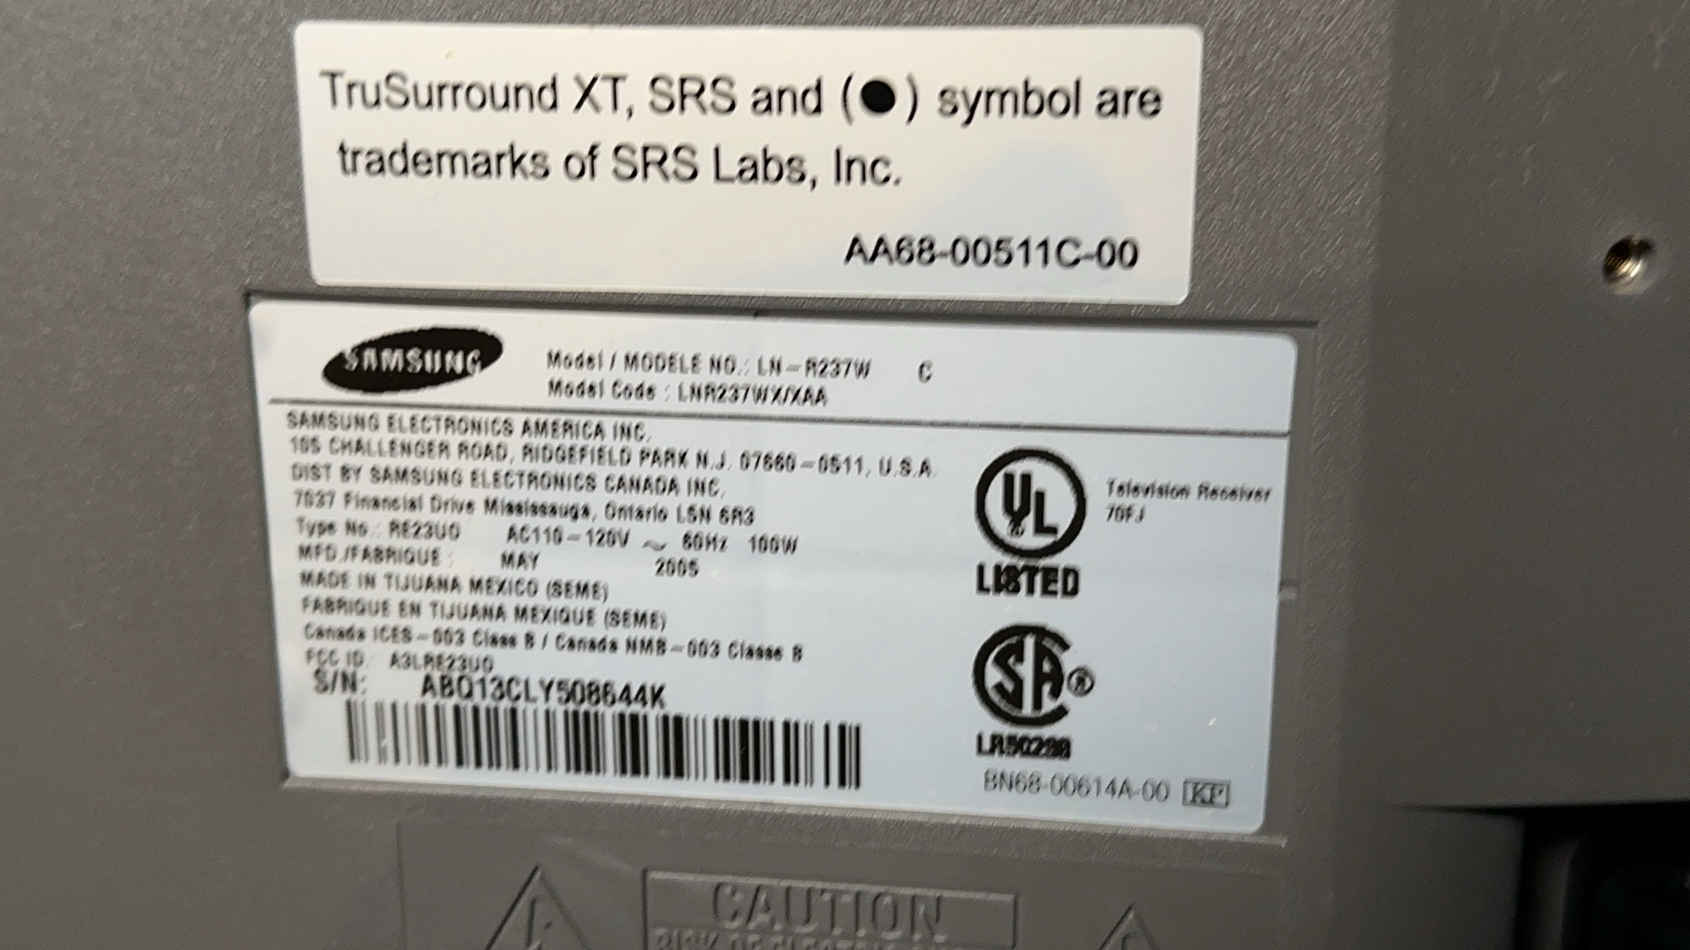 TruSurround XT, SRS and (●) symbol are
trademarks of SRS Labs, Inc.
AA68-00511C-00
SAMSUNG
Model / MODELE NO.: LN-R237W C
Model Code : LNR237WX/XAA
SAMSUNG ELECTRONICS AMERICA INC.
105 CHALLENGER ROAD, RIDGEFIELD PARK N.J. 07660-0511, U.S.A.
DIST BY SAMSUNG ELECTRONICS CANADA INC.
7037 Financial Drive Mississauga, Ontario L5N 6R3
Type No.: RE23UO AC110-120V ~ 60Hz 100W
MFD./FABRIQUE : MAY 2005
MADE IN TIJUANA MEXICO (SEME)
FABRIQUE EN TIJUANA MEXIQUE (SEME)
Canada ICES-003 Class B / Canada NMB-003 Classe B
FCC ID: A3LRE23UO
S/N: ABQ13CLY508644K
UL
LISTED
Television Receiver
70FJ
SA®
LR50298
BN68-00614A-00 KP
CAUTION